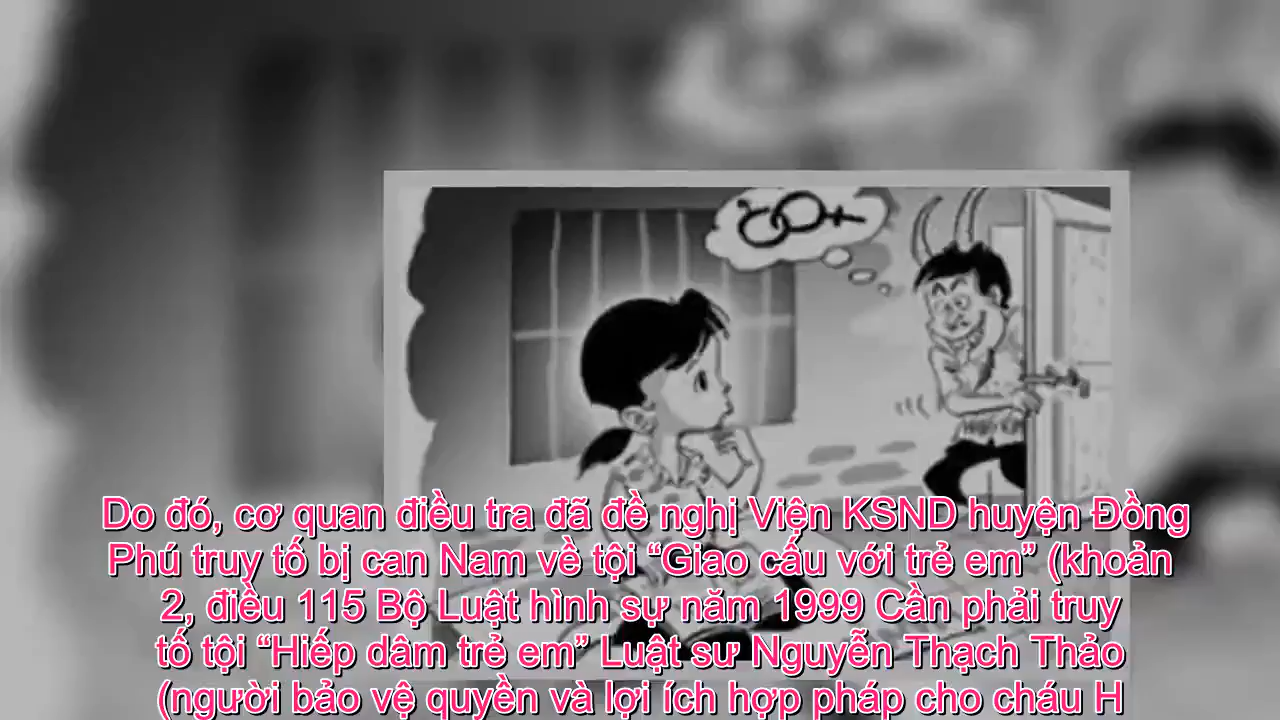 Do đó, cơ quan điều tra đã đề nghị Viện KSND huyện Đồng
Phú truy tố bị can Nam về tội “Giao cấu với trẻ em” (khoản
2, điều 115 Bộ Luật hình sự năm 1999 Cần phải truy
tố tội “Hiếp dâm trẻ em” Luật sư Nguyễn Thạch Thảo
(người bảo vệ quyền và lợi ích hợp pháp cho cháu H